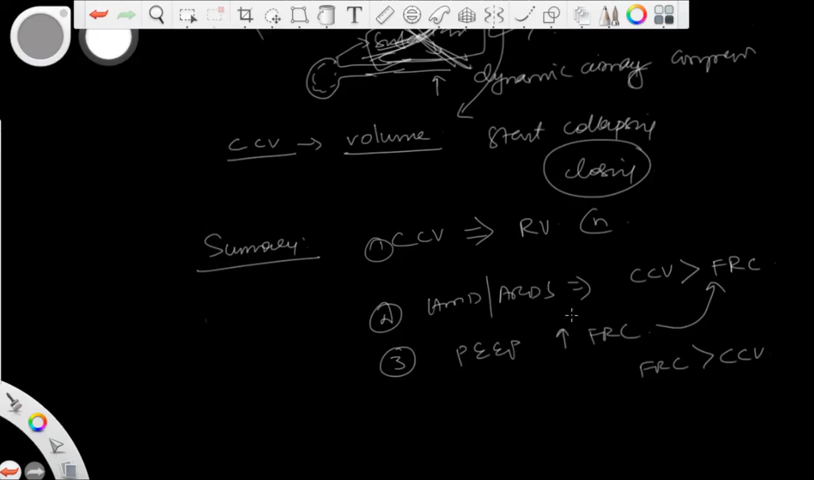 dynamic airway compress
CCV → volume start collapsing
closing
Summary: ① CCV ⇒ RV (n)
② HMD/ARDS ⇒ CCV > FRC
③ PEEP ↑ FRC
FRC > CCV